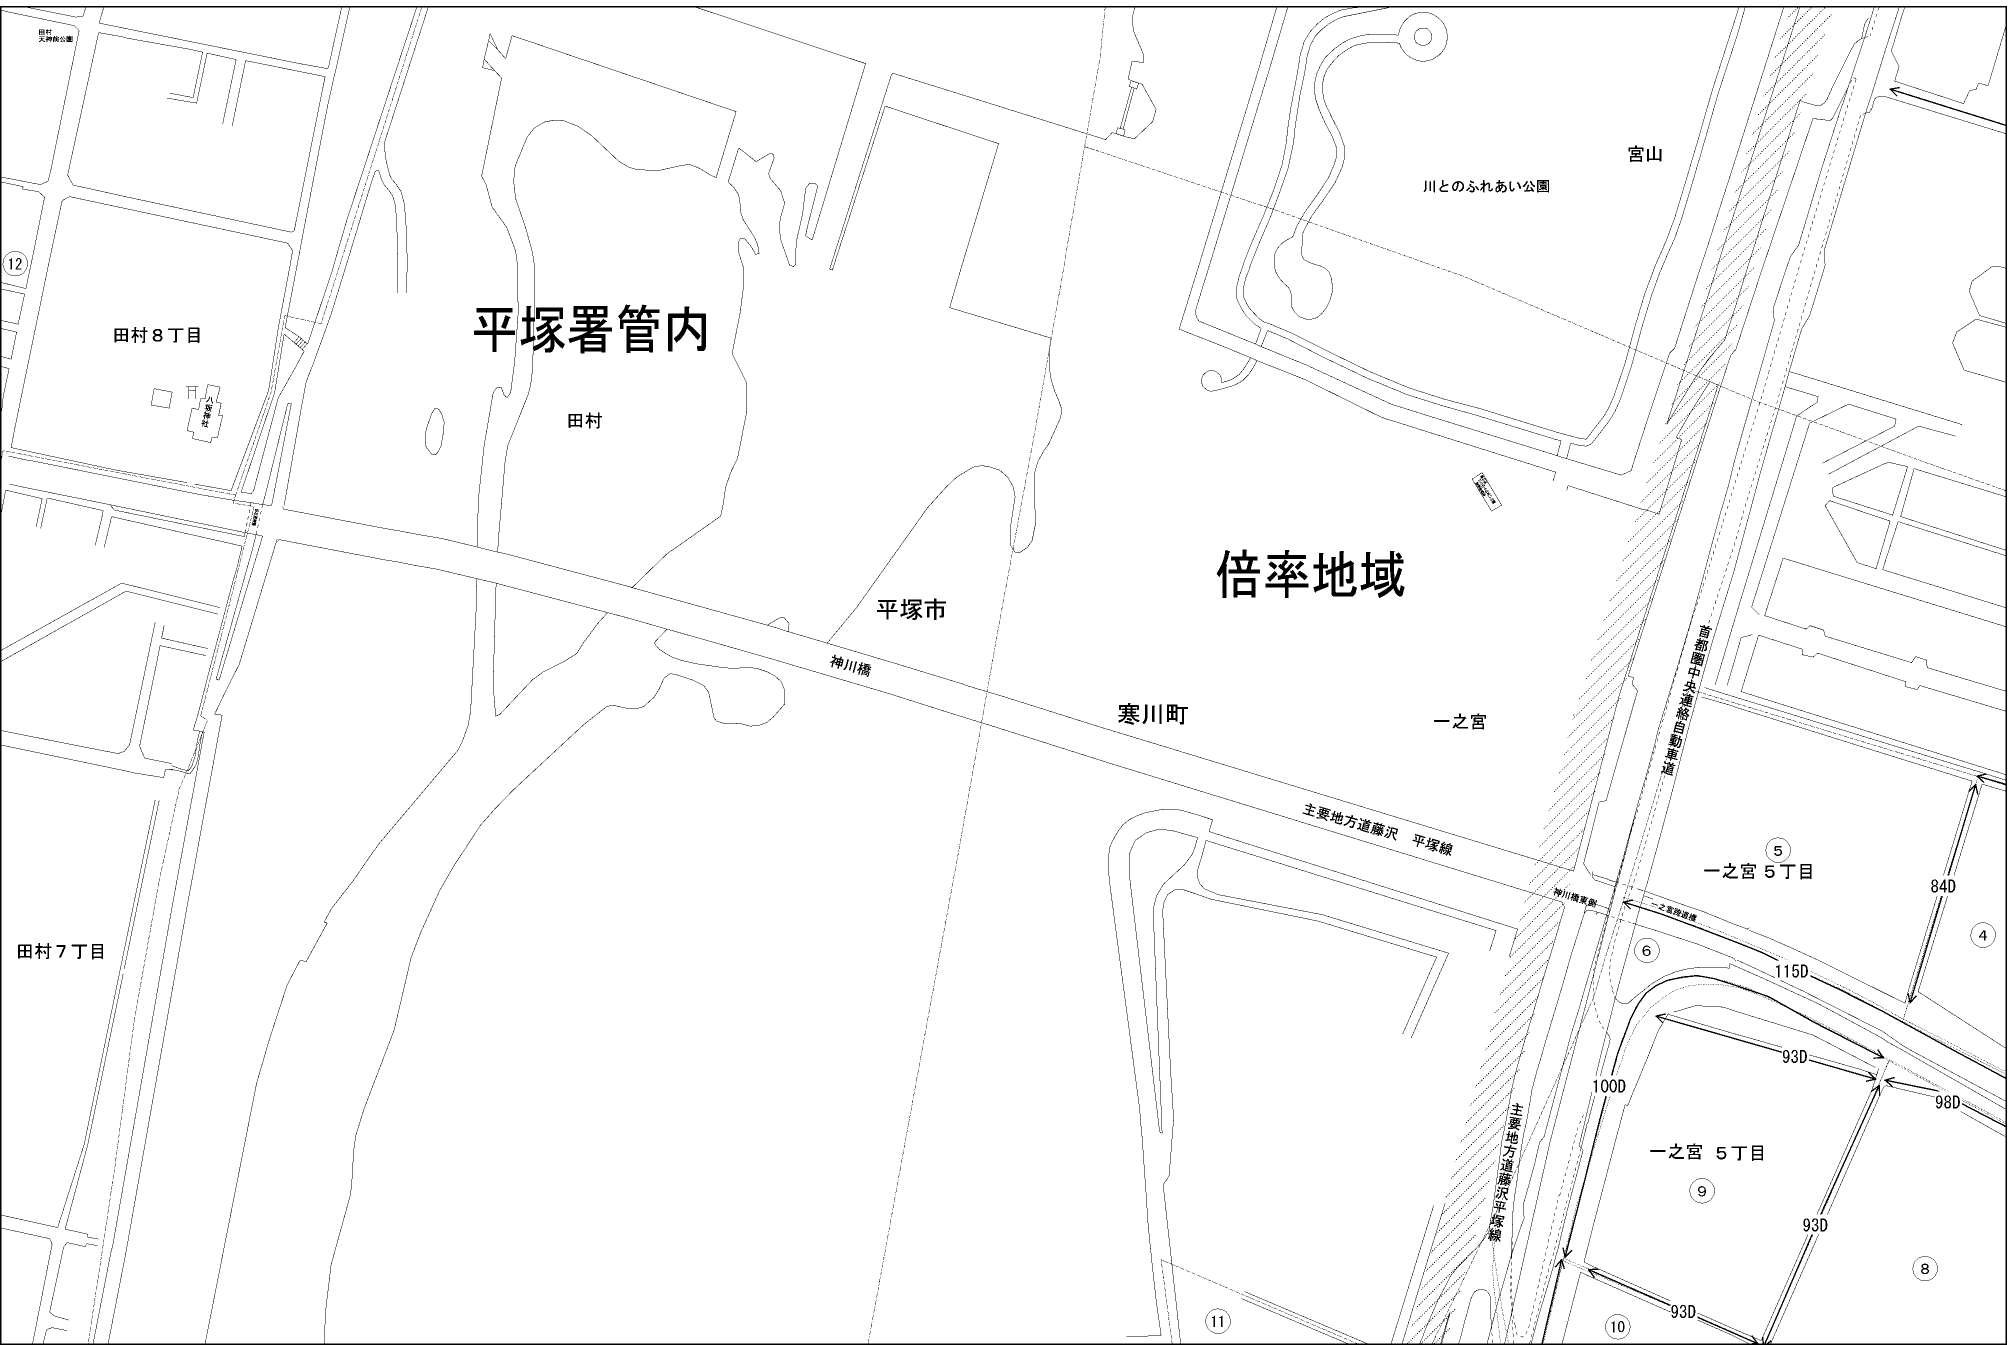 田村
天神前公園
宮山
川とのふれあい公園
12
平塚署管内
田村８丁目
八坂神社
田村
倍率地域
平塚市
神川橋
寒川町
一之宮
首都圏中央連絡自動車道
主要地方道藤沢　平塚線
5
一之宮５丁目
84D
神川橋東側
一之宮跨道橋
4
田村７丁目
6
115D
93D
100D
98D
主要地方道藤沢平塚線
一之宮 ５丁目
9
93D
8
93D
11
10